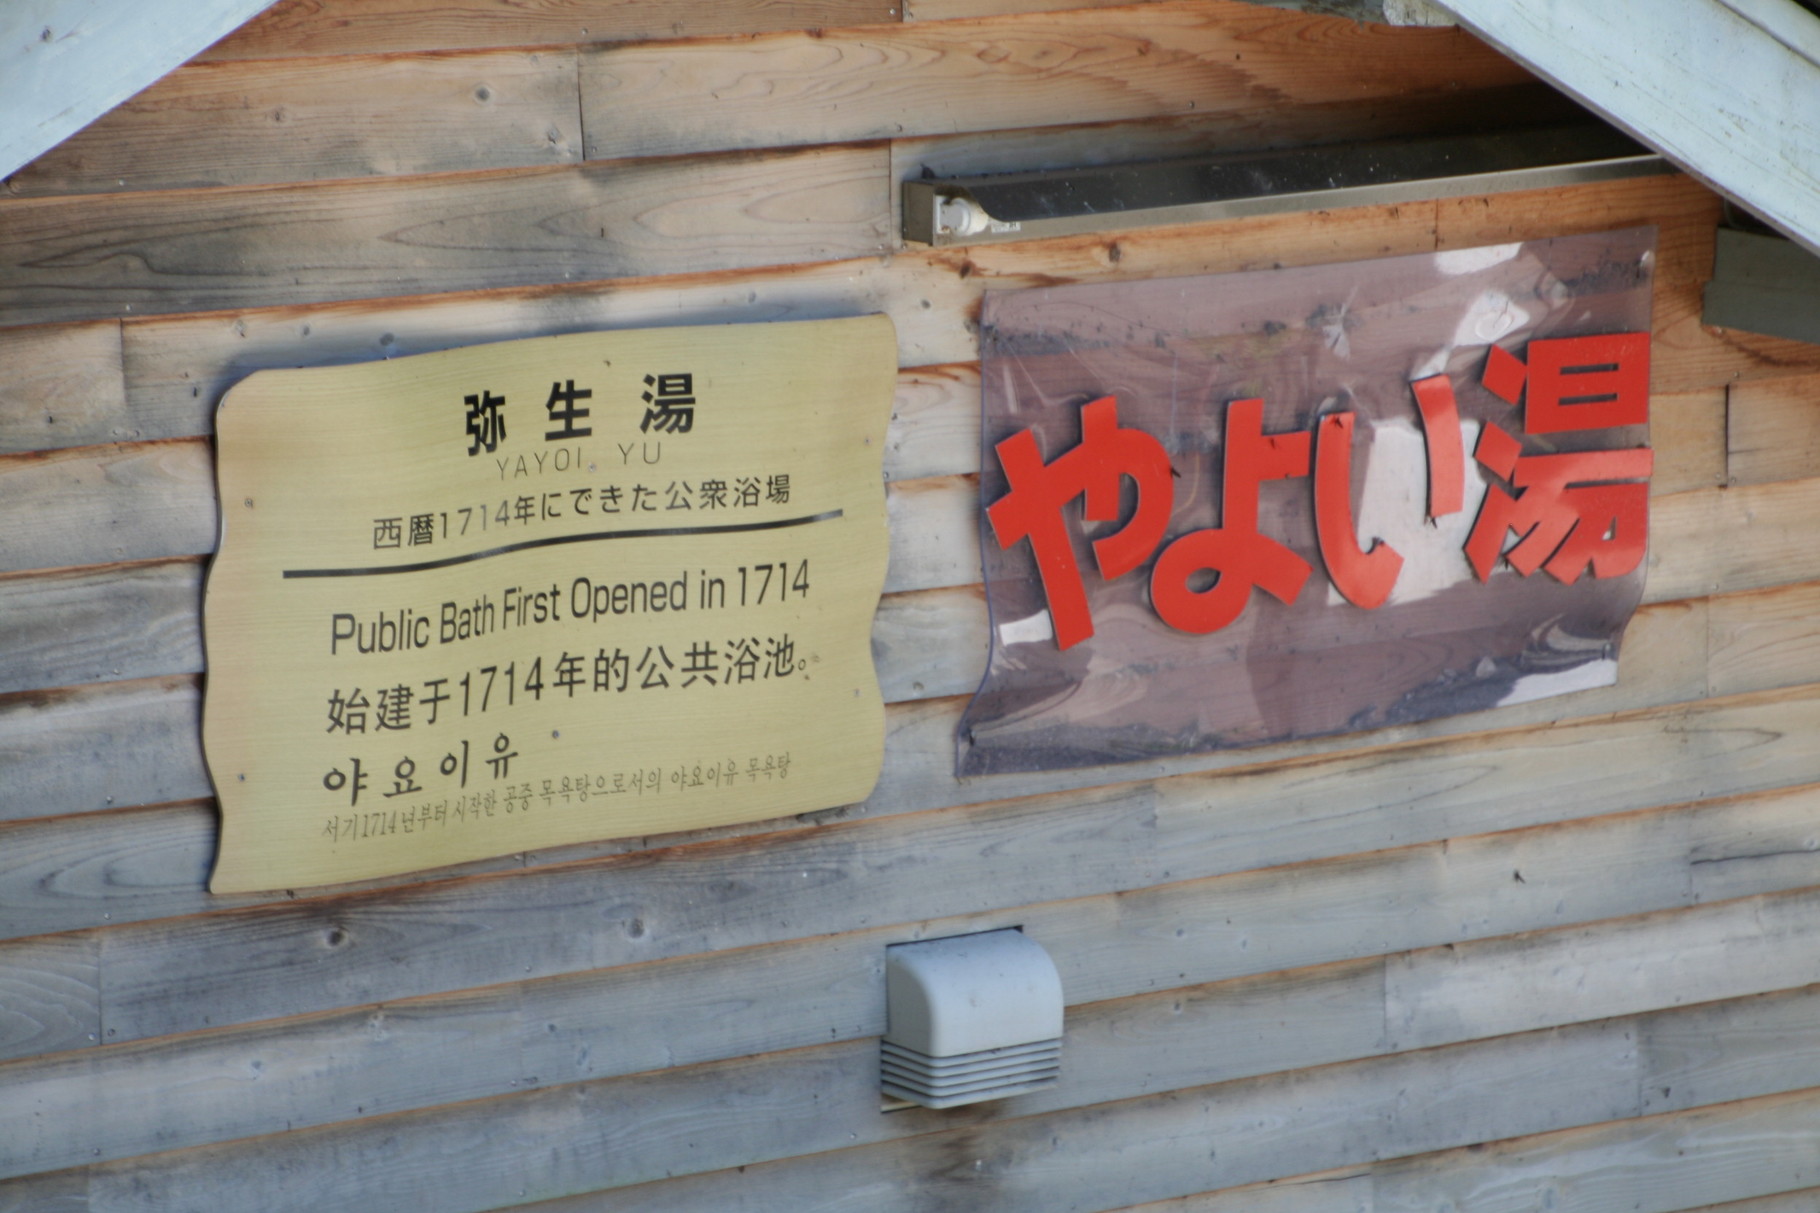 弥生湯
YAYOI YU
西暦1714年にできた公衆浴場
Public Bath First Opened in 1714
始建于1714年的公共浴池。
야요이유
서기1714년부터시작한 공중 목욕탕으로서의 야요이유 목욕탕
やよい湯